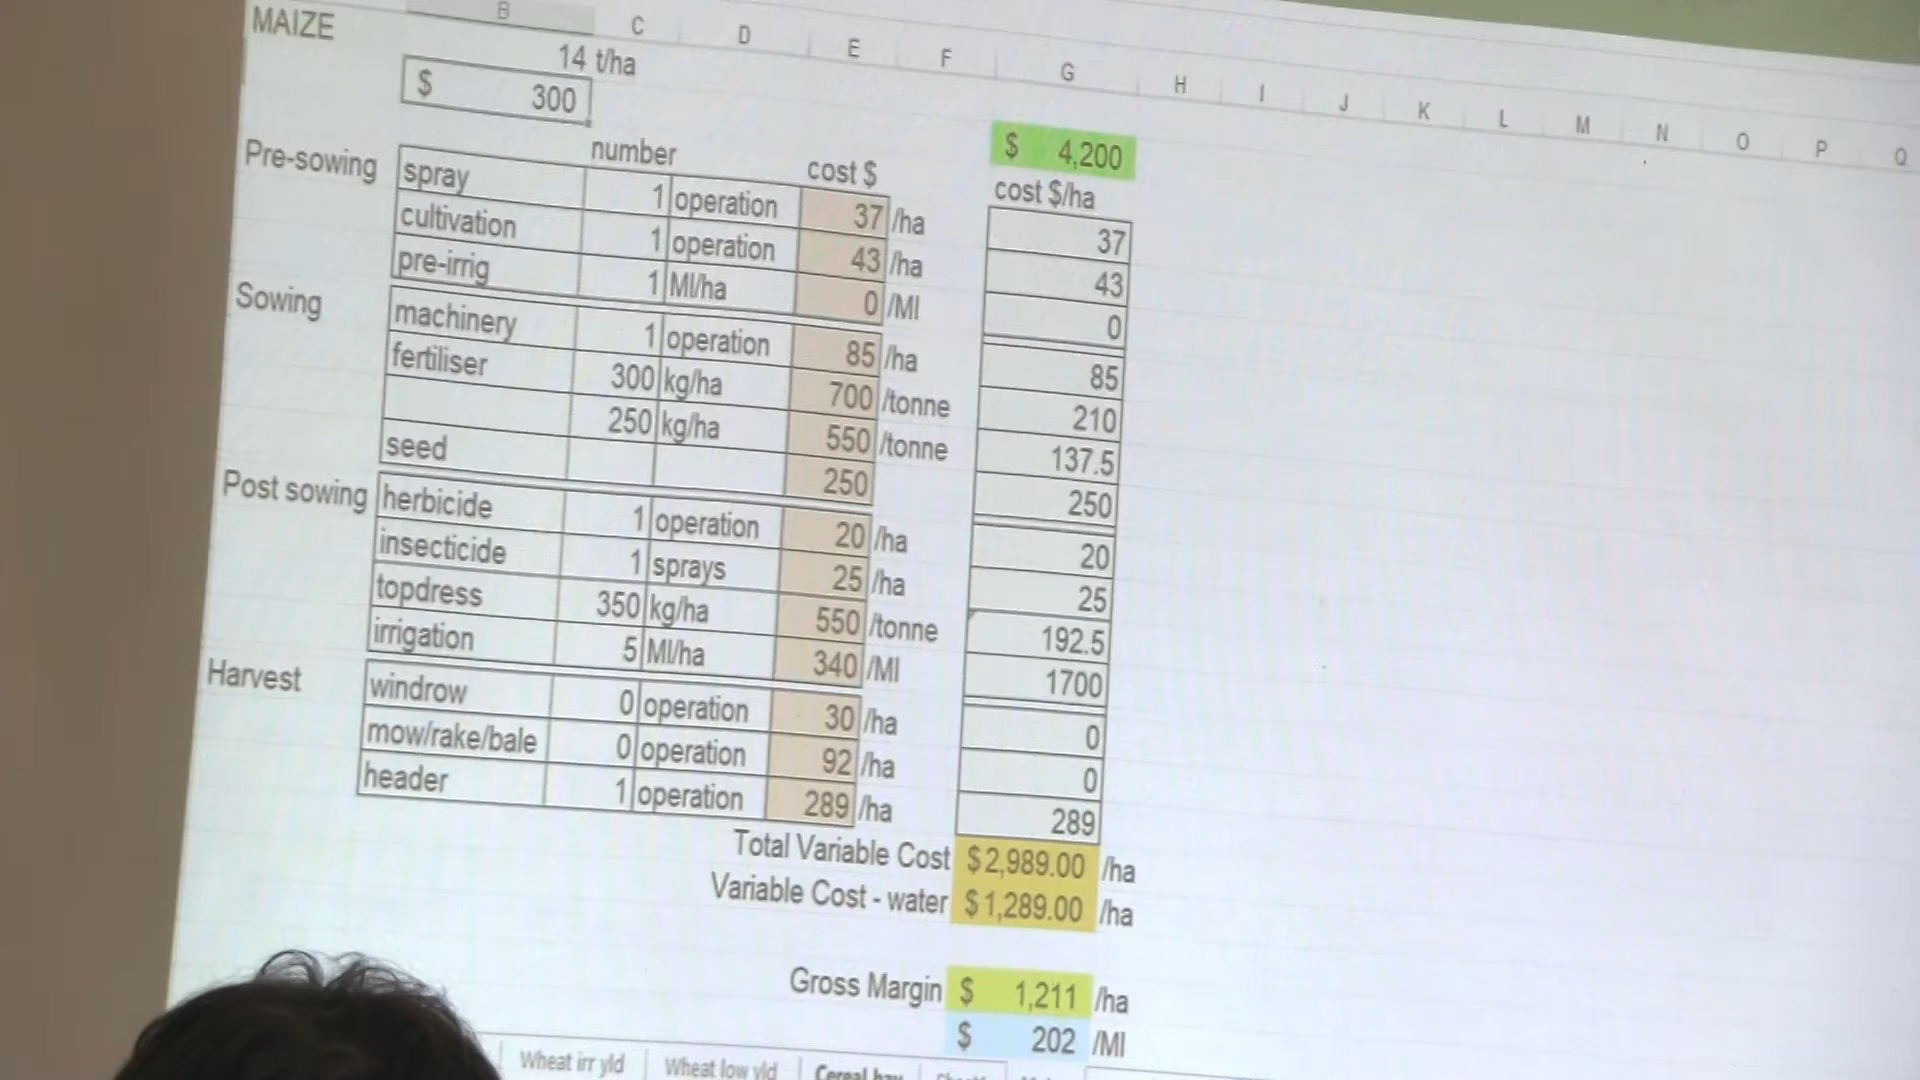 B C D E F G H I J K L M N O P Q
MAIZE
14 t/ha
$ 300
$ 4,200
number cost $ cost $/ha
Pre-sowing spray 1 operation 37 /ha 37
cultivation 1 operation 43 /ha 43
pre-irrig 1 Ml/ha 0 /Ml 0
Sowing machinery 1 operation 85 /ha 85
fertiliser 300 kg/ha 700 /tonne 210
250 kg/ha 550 /tonne 137.5
seed 250 250
Post sowing herbicide 1 operation 20 /ha 20
insecticide 1 sprays 25 /ha 25
topdress 350 kg/ha 550 /tonne 192.5
irrigation 5 Ml/ha 340 /Ml 1700
Harvest windrow 0 operation 30 /ha 0
mow/rake/bale 0 operation 92 /ha 0
header 1 operation 289 /ha 289
Total Variable Cost $2,989.00 /ha
Variable Cost - water $1,289.00 /ha
Gross Margin $ 1,211 /ha
$ 202 /Ml
Wheat irr yld Wheat low yld Cereal hay